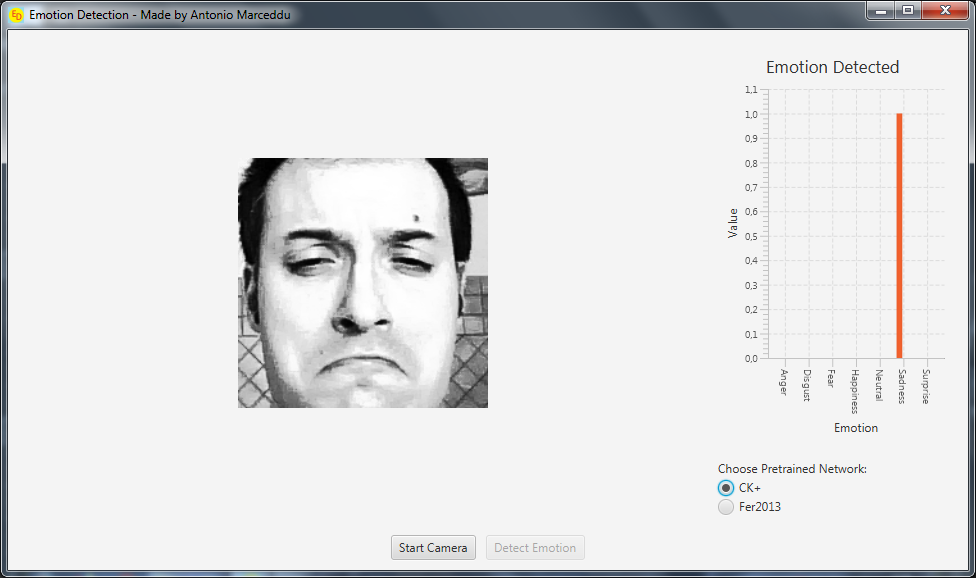 ED Emotion Detection - Made by Antonio Marceddu
Emotion Detected
1,1
1,0
0,9
0,8
0,7
0,6
0,5
0,4
0,3
0,2
0,1
0,0
Value
Anger
Disgust
Fear
Happiness
Neutral
Sadness
Surprise
Emotion
Choose Pretrained Network:
CK+
Fer2013
Start Camera
Detect Emotion